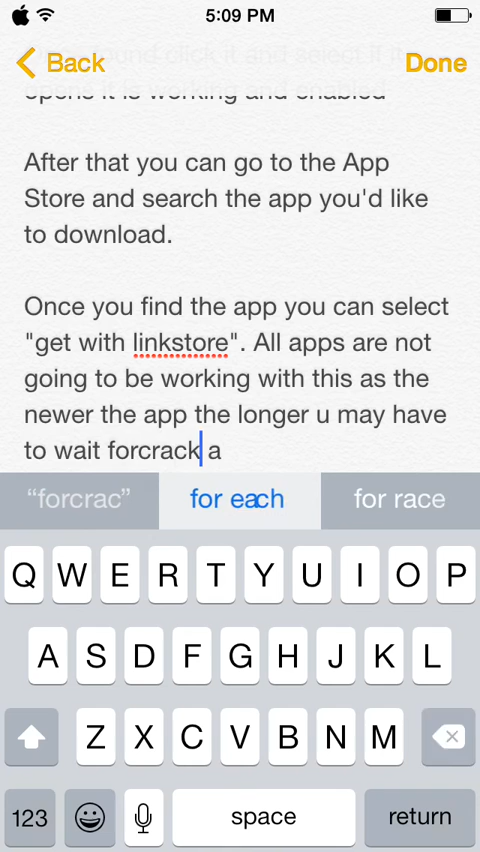 5:09 PM
Back
Done
opens it is working and enabled
After that you can go to the App
Store and search the app you'd like
to download.
Once you find the app you can select
"get with linkstore". All apps are not
going to be working with this as the
newer the app the longer u may have
to wait forcrack a
“forcrac” for each for race
Q W E R T Y U I O P
A S D F G H J K L
Z X C V B N M
123 space return